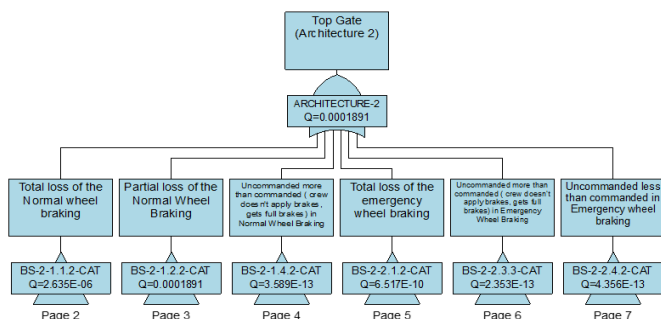 Top Gate
(Architecture 2)
ARCHITECTURE-2
Q=0.0001891
Total loss of the
Normal wheel
braking
Partial loss of the
Normal Wheel
Braking
Uncommanded more
than commanded ( crew
doesn't apply brakes,
gets full brakes) in
Normal Wheel Braking
Total loss of the
emergency
wheel braking
Uncommanded more than
commanded ( crew doesn't
apply brakes, gets full
brakes) in Emergency
Wheel Braking
Uncommanded less
than commanded in
Emergency wheel
braking
BS-2-1.1.2-CAT
Q=2.635E-06
BS-2-1.2.2-CAT
Q=0.0001891
BS-2-1.4.2-CAT
Q=3.589E-13
BS-2-2.1.2-CAT
Q=6.517E-10
BS-2-2.3.3-CAT
Q=2.353E-13
BS-2-2.4.2-CAT
Q=4.356E-13
Page 2
Page 3
Page 4
Page 5
Page 6
Page 7